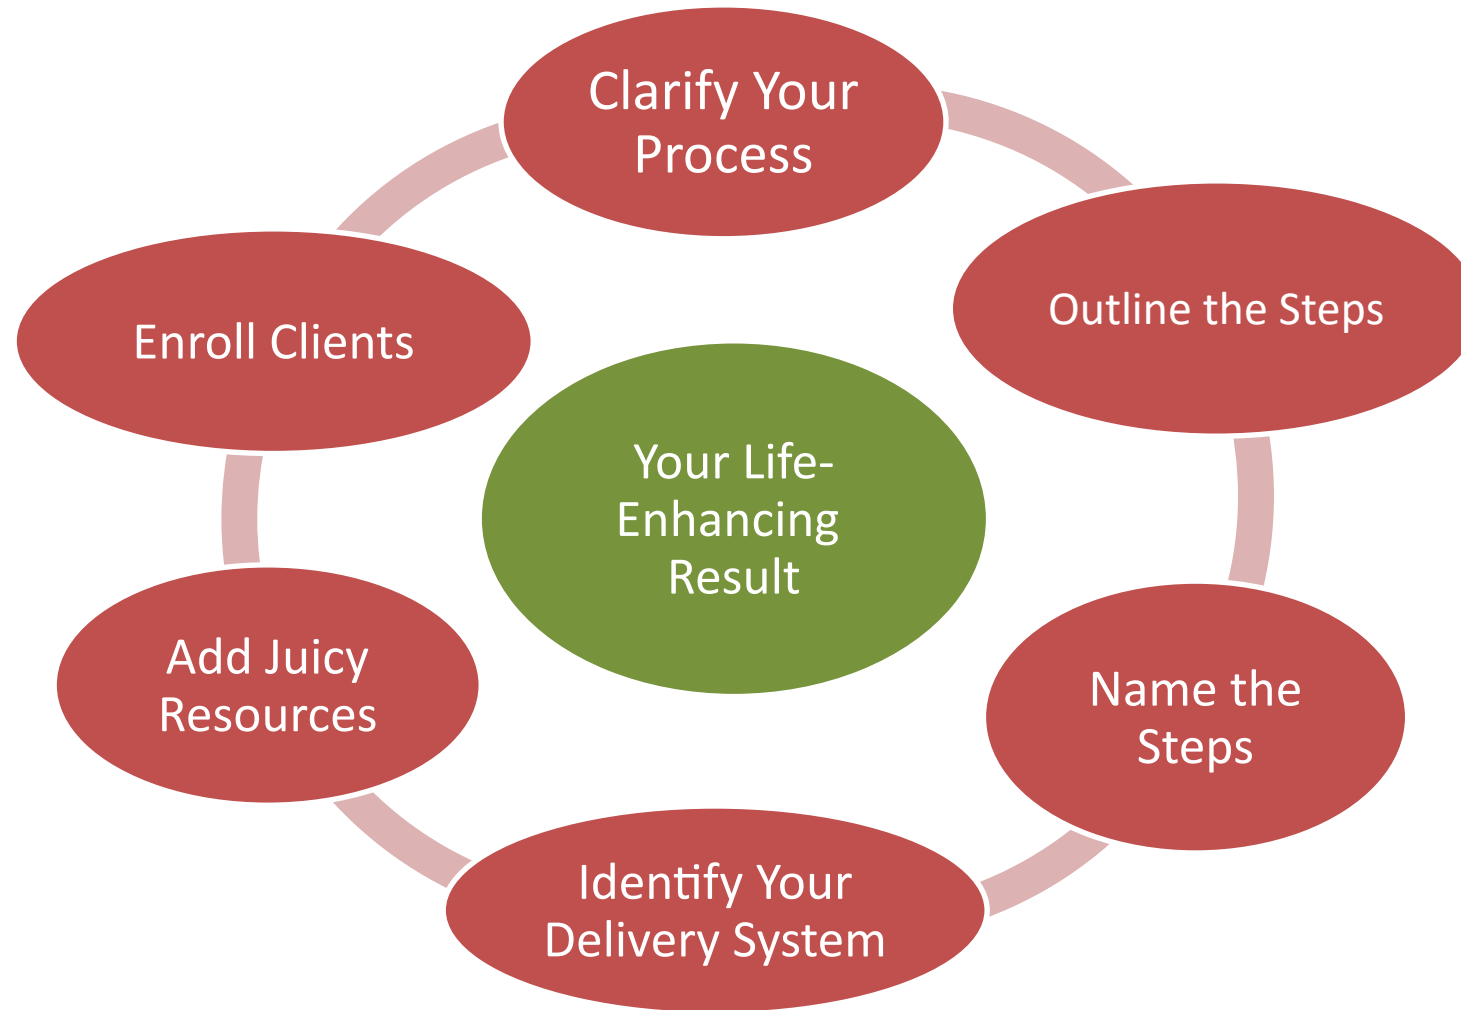 Clarify Your
Process
Outline the Steps
Name the
Steps
Identify Your
Delivery System
Add Juicy
Resources
Enroll Clients
Your Life-
Enhancing
Result